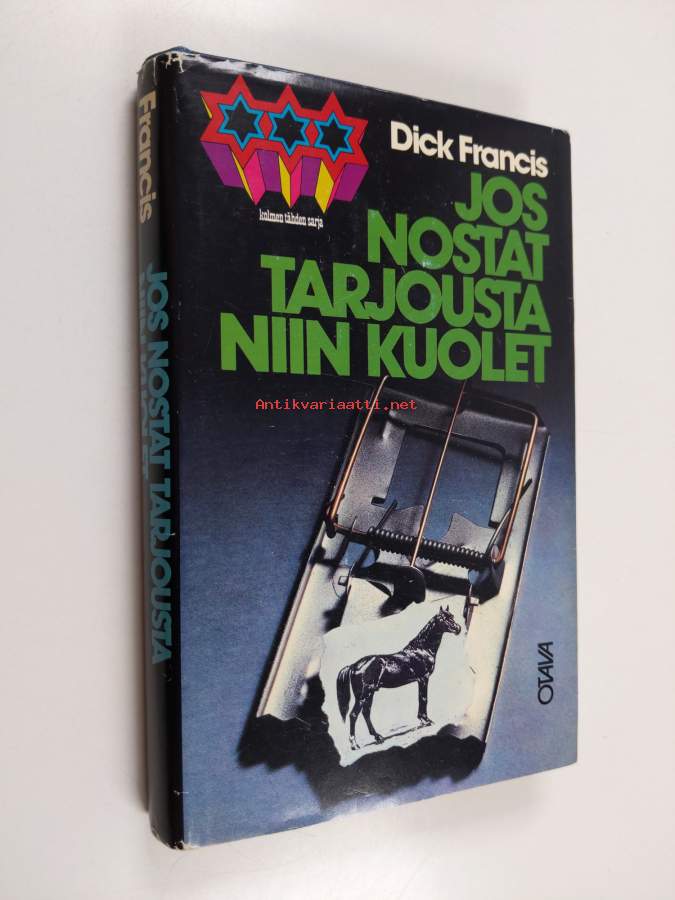 Francis
JOS NOSTAT TARJOUSTA
kolmen tähden sarja
Dick Francis
JOS
NOSTAT
TARJOUSTA
NIIN KUOLET
Antikvariaatti.net
OTAVA